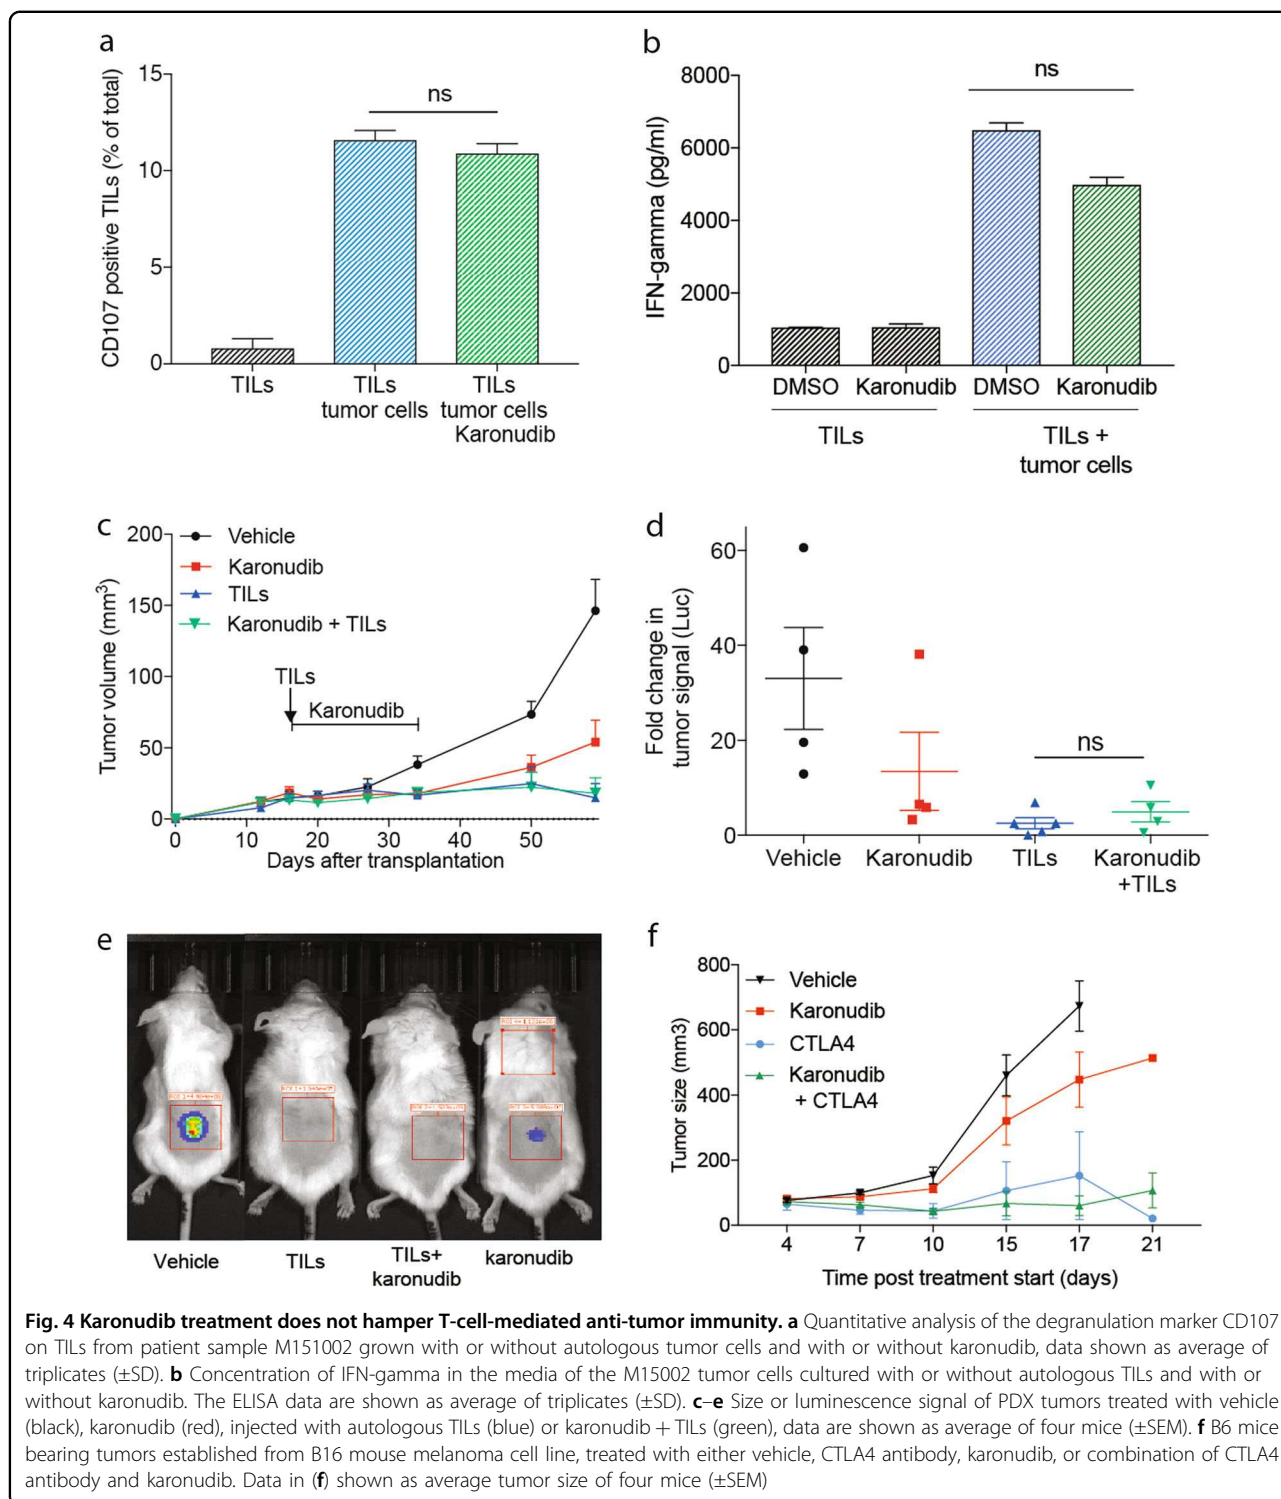 a
CD107 positive TILs (% of total)
15
10
5
0
ns
TILs
TILs
tumor cells
TILs
tumor cells
Karonudib
b
IFN-gamma (pg/ml)
8000
6000
4000
2000
0
ns
DMSO Karonudib DMSO Karonudib
TILs
TILs +
tumor cells
c
Tumor volume (mm3)
200
150
100
50
0
Vehicle
Karonudib
TILs
Karonudib + TILs
TILs
Karonudib
0 10 20 30 40 50
Days after transplantation
d
Fold change in
tumor signal (Luc)
60
40
20
0
ns
Vehicle Karonudib TILs Karonudib
+TILs
e
Vehicle
TILs
TILs+
karonudib
karonudib
f
Tumor size (mm3)
800
600
400
200
0
Vehicle
Karonudib
CTLA4
Karonudib
+ CTLA4
4 7 10 15 17 21
Time post treatment start (days)
Fig. 4 Karonudib treatment does not hamper T-cell-mediated anti-tumor immunity. a Quantitative analysis of the degranulation marker CD107
on TILs from patient sample M151002 grown with or without autologous tumor cells and with or without karonudib, data shown as average of
triplicates (±SD). b Concentration of IFN-gamma in the media of the M15002 tumor cells cultured with or without autologous TILs and with or
without karonudib. The ELISA data are shown as average of triplicates (±SD). c–e Size or luminescence signal of PDX tumors treated with vehicle
(black), karonudib (red), injected with autologous TILs (blue) or karonudib + TILs (green), data are shown as average of four mice (±SEM). f B6 mice
bearing tumors established from B16 mouse melanoma cell line, treated with either vehicle, CTLA4 antibody, karonudib, or combination of CTLA4
antibody and karonudib. Data in (f) shown as average tumor size of four mice (±SEM)